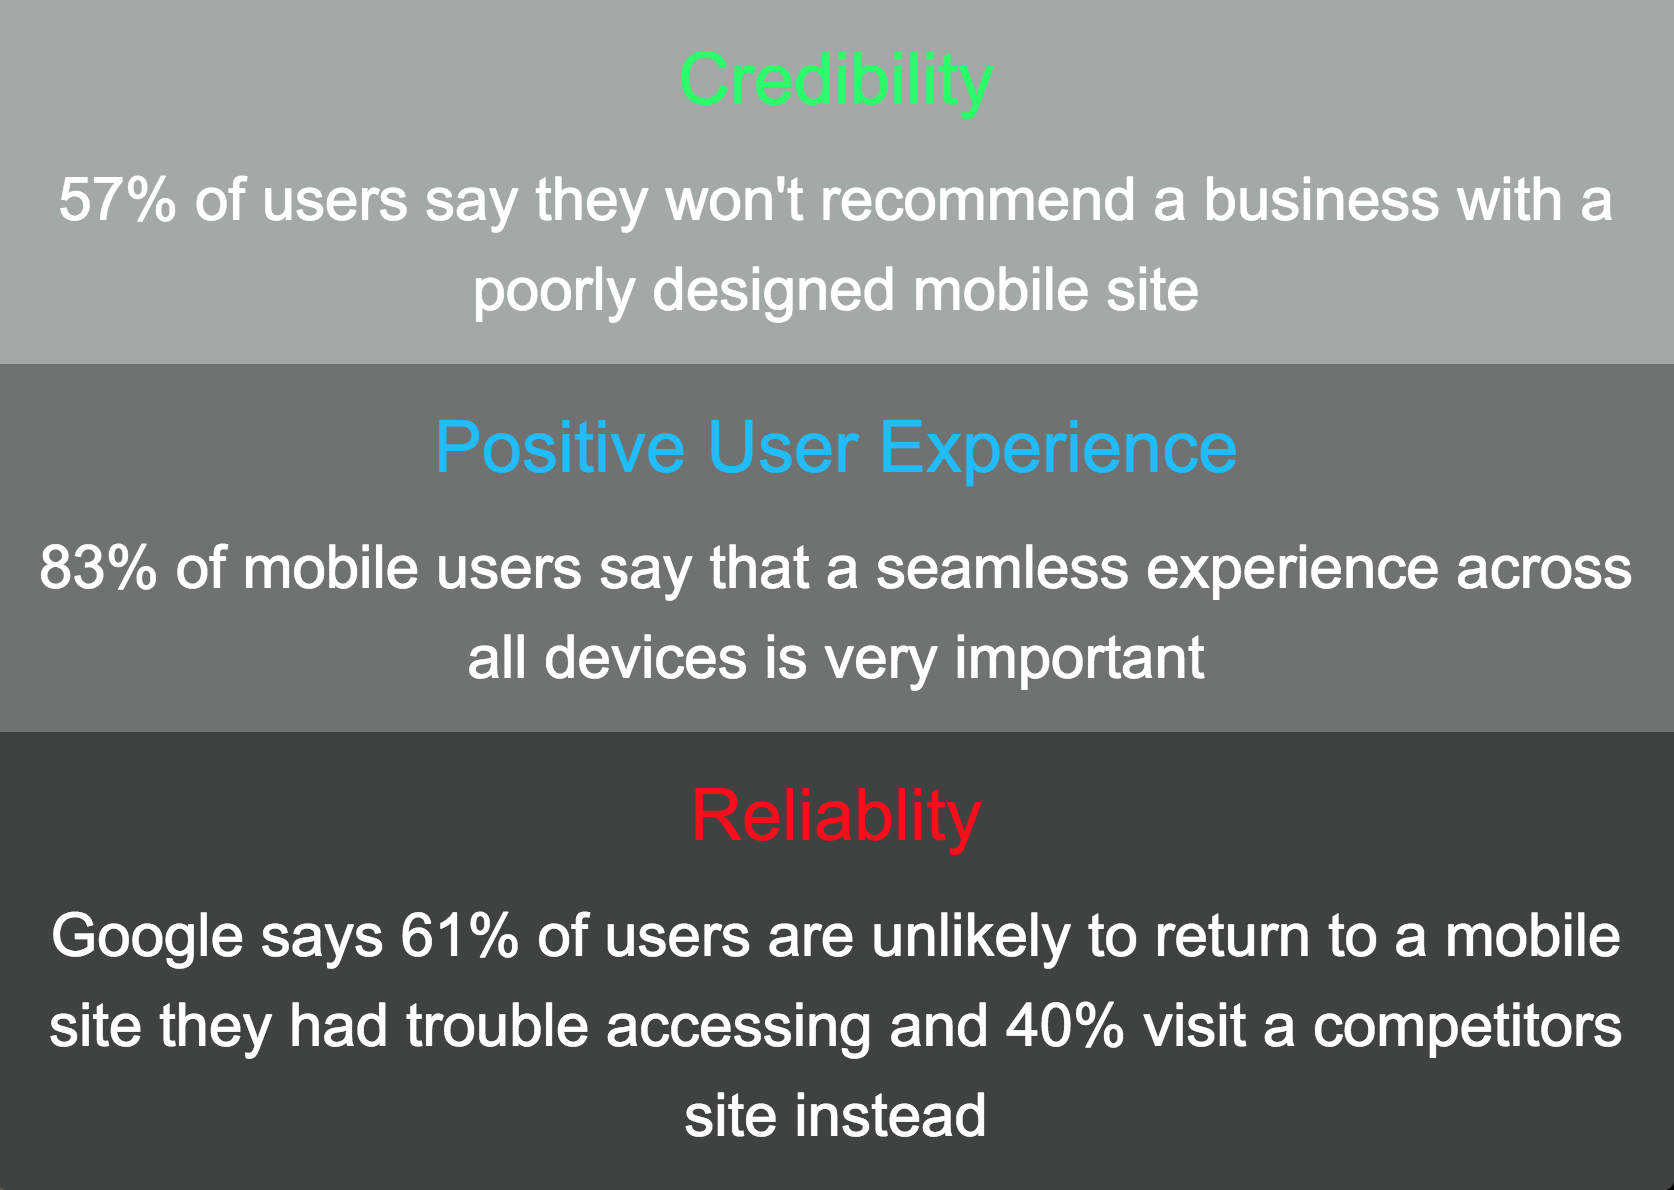 Credibility
57% of users say they won't recommend a business with a
poorly designed mobile site
Positive User Experience
83% of mobile users say that a seamless experience across
all devices is very important
Reliablity
Google says 61% of users are unlikely to return to a mobile
site they had trouble accessing and 40% visit a competitors
site instead